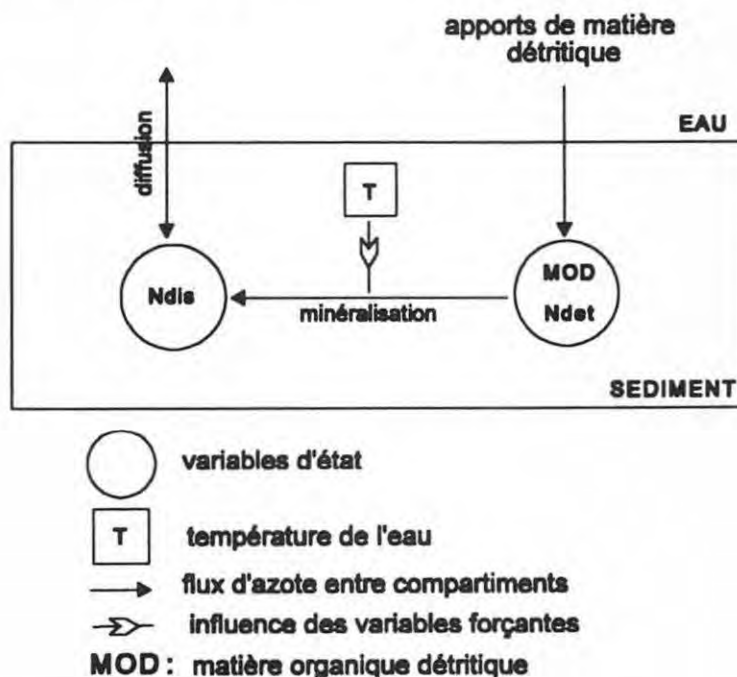 apports de matière
détritique
EAU
diffusion
T
Ndis
MOD
Ndet
minéralisation
SEDIMENT
variables d'état
T température de l'eau
flux d'azote entre compartiments
influence des variables forçantes
MOD : matière organique détritique